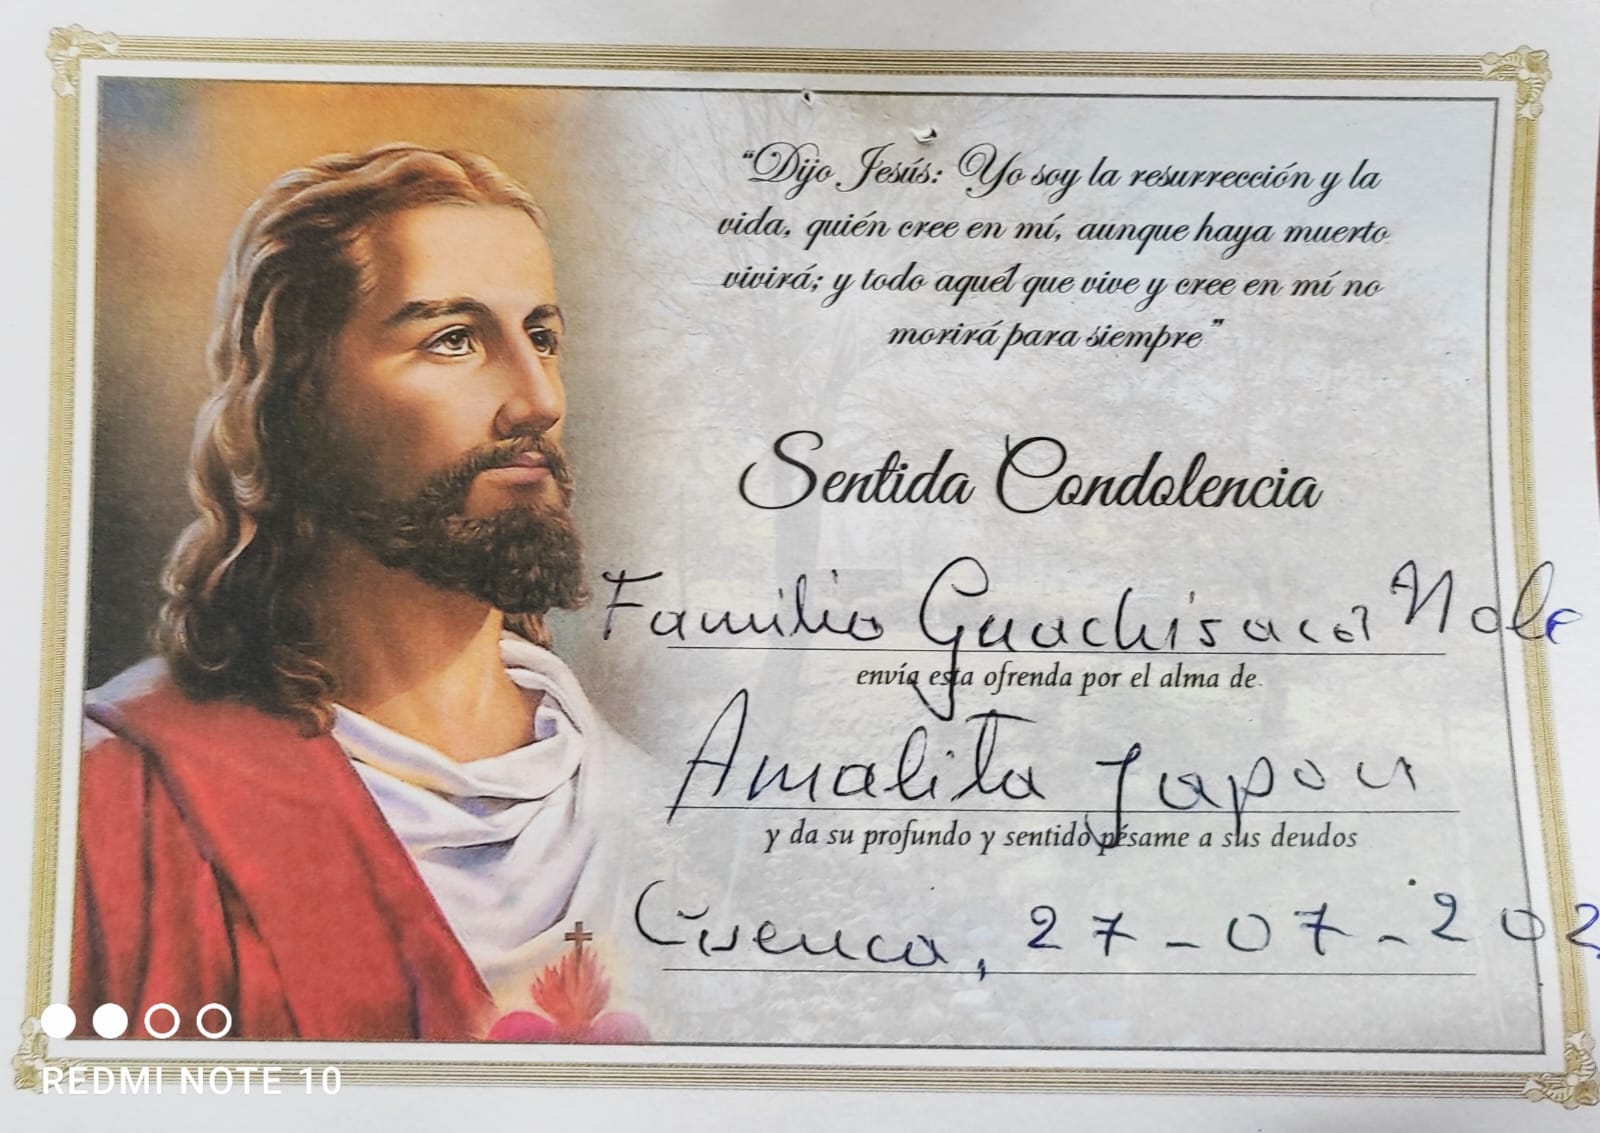 “Dijo Jesús: Yo soy la resurrección y la
vida, quién cree en mí, aunque haya muerto
vivirá; y todo aquél que vive y cree en mí no
morirá para siempre”
Sentida Condolencia
Familia Guachisaca Nole
envía esta ofrenda por el alma de
Amalita Japon
y da su profundo y sentido pésame a sus deudos
Cuenca, 27-07-202
REDMI NOTE 10